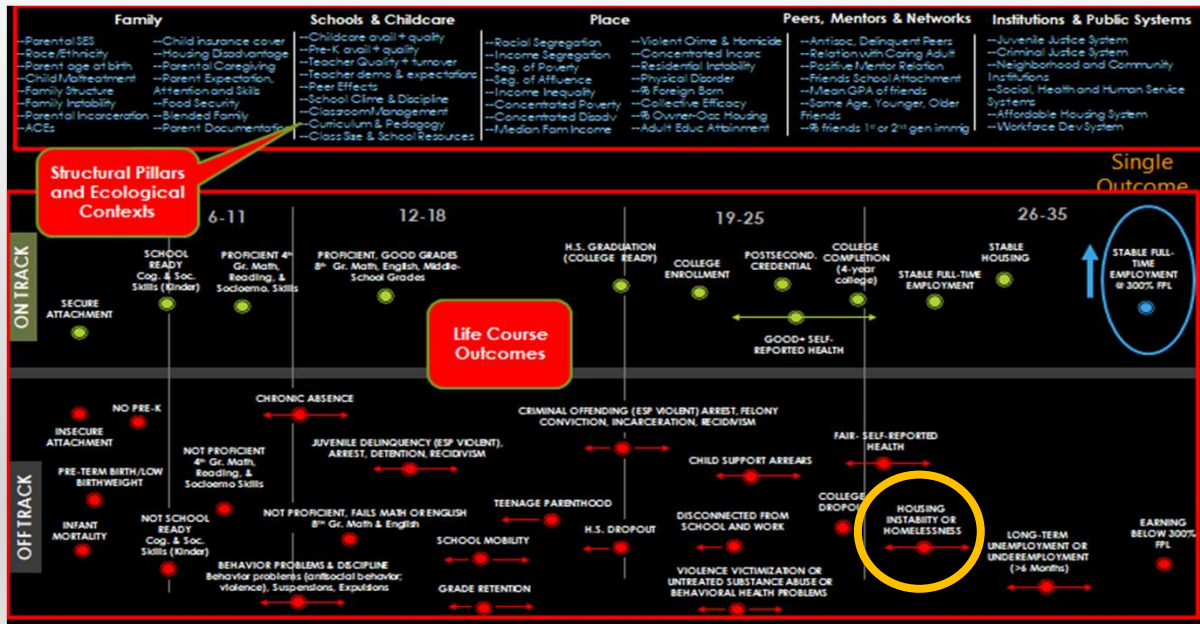 Family
--Parental SES
--Race/Ethnicity
--Parent age at birth
--Child Maltreatment
--Family Structure
--Family Instability
--Parental Incarceration
--ACEs
--Child insurance cover
--Housing Disadvantage
--Parental Caregiving
--Parent Expectation,
Attention and Skills
--Food Security
--Blended Family
--Parent Documentation
Schools & Childcare
--Childcare avail + quality
--Pre-K avail + quality
--Teacher Quality + turnover
--Teacher demo & expectations
--Peer Effects
--School Clime & Discipline
--Classroom Management
--Curriculum & Pedagogy
--Class Size & School Resources
Place
--Racial Segregation
--Income Segregation
--Seg. of Poverty
--Seg. of Affluence
--Income Inequality
--Concentrated Poverty
--Concentrated Disadv
--Median Fam Income
--Violent Crime & Homicide
--Concentrated Incarc
--Residential Instability
--Physical Disorder
--% Foreign Born
--Collective Efficacy
--% Owner-Occ Housing
--Adult Educ Attainment
Peers, Mentors & Networks
--Antisoc, Delinquent Peers
--Relation with Caring Adult
--Positive Mentor Relation
--Friends School Attachment
--Mean GPA of friends
--Same Age, Younger, Older
Friends
--% friends 1st or 2nd gen immig
Institutions & Public Systems
--Juvenile Justice System
--Criminal Justice System
--Neighborhood and Community
Institutions
--Social, Health and Human Service
Systems
--Affordable Housing System
--Workforce Dev System
Structural Pillars
and Ecological
Contexts
Single
Outcome
6-11
12-18
19-25
26-35
ON TRACK
SECURE
ATTACHMENT
SCHOOL
READY
Cog. & Soc.
Skills (Kinder)
PROFICIENT 4th
Gr. Math,
Reading, &
Socioemo. Skills
PROFICIENT, GOOD GRADES
8th Gr. Math, English, Middle-
School Grades
H.S. GRADUATION
(COLLEGE READY)
COLLEGE
ENROLLMENT
POSTSECOND.
CREDENTIAL
COLLEGE
COMPLETION
(4-year
college)
STABLE FULL-TIME
EMPLOYMENT
STABLE
HOUSING
STABLE FULL-
TIME
EMPLOYMENT
@ 300% FPL
GOOD+ SELF-
REPORTED HEALTH
Life Course
Outcomes
OFF TRACK
INSECURE
ATTACHMENT
NO PRE-K
PRE-TERM BIRTH/LOW
BIRTHWEIGHT
INFANT
MORTALITY
NOT SCHOOL
READY
Cog. & Soc.
Skills (Kinder)
NOT PROFICIENT
4th Gr. Math,
Reading, &
Socioemo Skills
CHRONIC ABSENCE
JUVENILE DELINQUENCY (ESP VIOLENT),
ARREST, DETENTION, RECIDIVISM
NOT PROFICIENT, FAILS MATH OR ENGLISH
8th Gr. Math & English
BEHAVIOR PROBLEMS & DISCIPLINE
Behavior problems (antisocial behavior;
violence), Suspensions, Expulsions
SCHOOL MOBILITY
GRADE RETENTION
TEENAGE PARENTHOOD
CRIMINAL OFFENDING (ESP VIOLENT) ARREST, FELONY
CONVICTION, INCARCERATION, RECIDIVISM
H.S. DROPOUT
CHILD SUPPORT ARREARS
DISCONNECTED FROM
SCHOOL AND WORK
VIOLENCE VICTIMIZATION OR
UNTREATED SUBSTANCE ABUSE OR
BEHAVIORAL HEALTH PROBLEMS
FAIR- SELF-REPORTED
HEALTH
COLLEGE
DROPOUT
HOUSING
INSTABIITY OR
HOMELESSNESS
LONG-TERM
UNEMPLOYMENT OR
UNDEREMPLOYMENT
(>6 Months)
EARNING
BELOW 300%
FPL